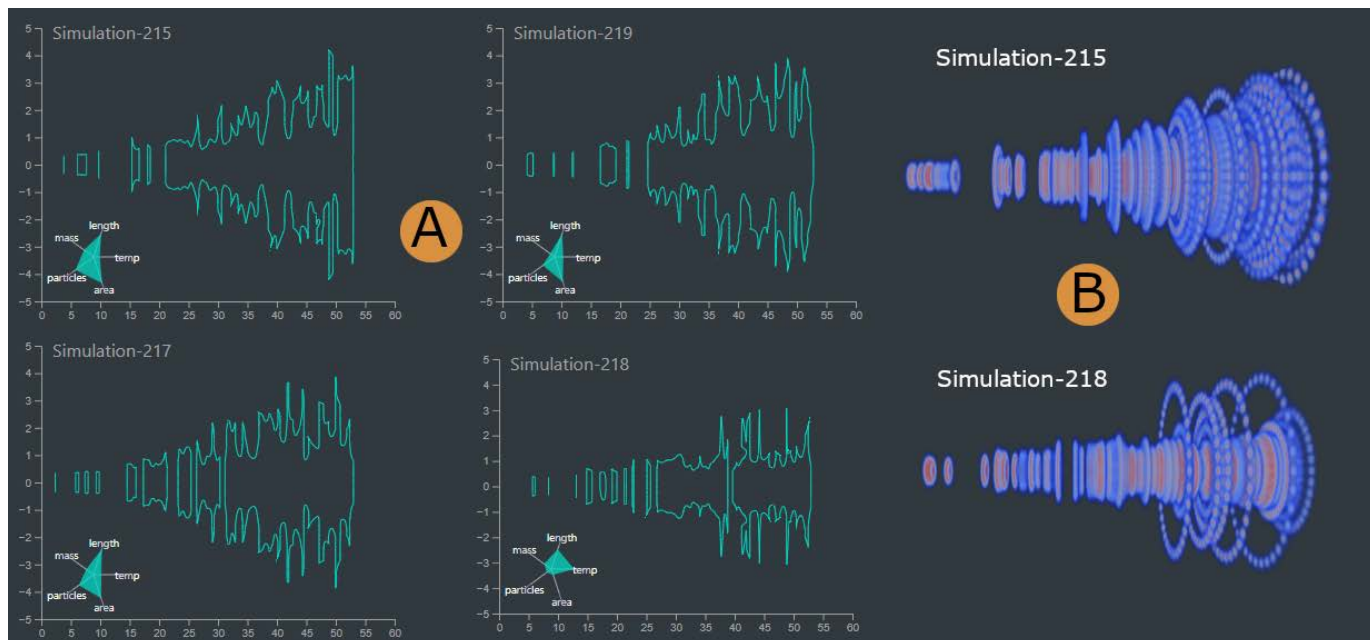 Simulation-215
5
4
3
2
1
0
−1
−2
−3
−4
−5
length
mass
temp
particles
area
0 5 10 15 20 25 30 35 40 45 50 55 60
A
Simulation-219
5
4
3
2
1
0
−1
−2
−3
−4
−5
length
mass
temp
particles
area
0 5 10 15 20 25 30 35 40 45 50 55 60
Simulation-215
B
Simulation-217
5
4
3
2
1
0
−1
−2
−3
−4
−5
length
mass
temp
particles
area
0 5 10 15 20 25 30 35 40 45 50 55 60
Simulation-218
5
4
3
2
1
0
−1
−2
−3
−4
−5
length
mass
temp
particles
area
0 5 10 15 20 25 30 35 40 45 50 55 60
Simulation-218